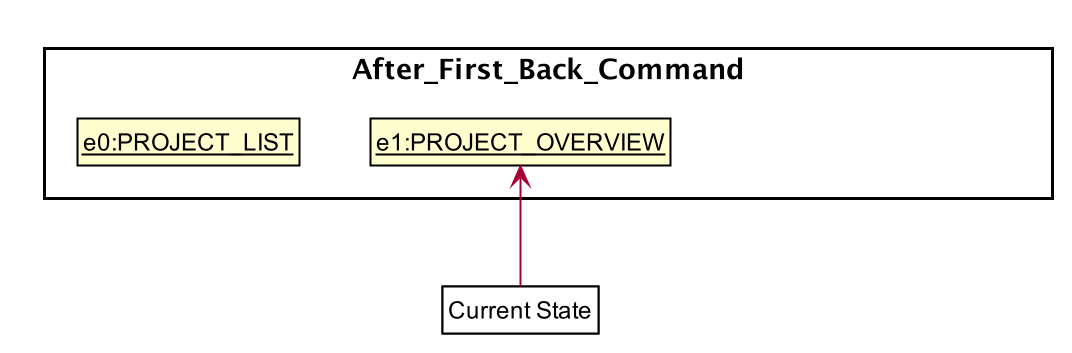 After_First_Back_Command
e0:PROJECT_LIST
e1:PROJECT_OVERVIEW
Current State